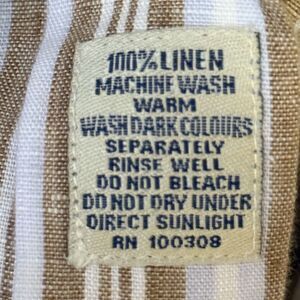 100% LINEN
MACHINE WASH
WARM
WASH DARK COLOURS
SEPARATELY
RINSE WELL
DO NOT BLEACH
DO NOT DRY UNDER
DIRECT SUNLIGHT
RN 100308